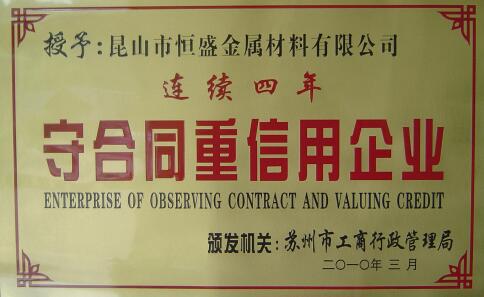 授予:昆山市恒盛金属材料有限公司
连续四年
守合同重信用企业
ENTERPRISE OF OBSERVING CONTRACT AND VALUING CREDIT
颁发机关:苏州市工商行政管理局
二〇一〇年三月